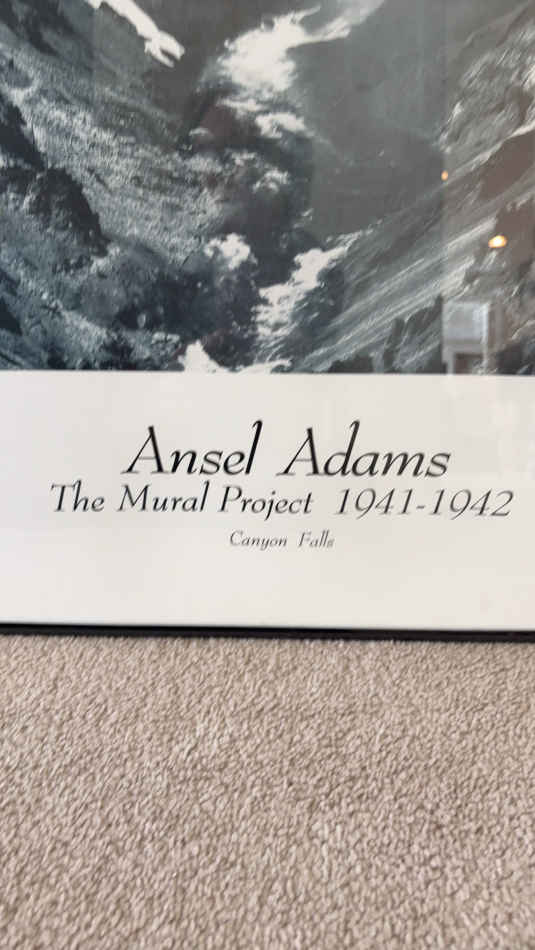 Ansel Adams
The Mural Project 1941-1942
Canyon Falls